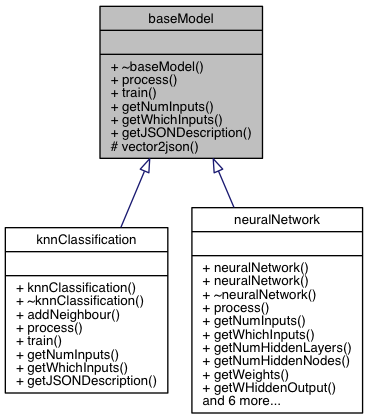 baseModel
+ ~baseModel()
+ process()
+ train()
+ getNumInputs()
+ getWhichInputs()
+ getJSONDescription()
# vector2json()
knnClassification
+ knnClassification()
+ ~knnClassification()
+ addNeighbour()
+ process()
+ train()
+ getNumInputs()
+ getWhichInputs()
+ getJSONDescription()
neuralNetwork
+ neuralNetwork()
+ neuralNetwork()
+ ~neuralNetwork()
+ process()
+ getNumInputs()
+ getWhichInputs()
+ getNumHiddenLayers()
+ getNumHiddenNodes()
+ getWeights()
+ getWHiddenOutput()
and 6 more...